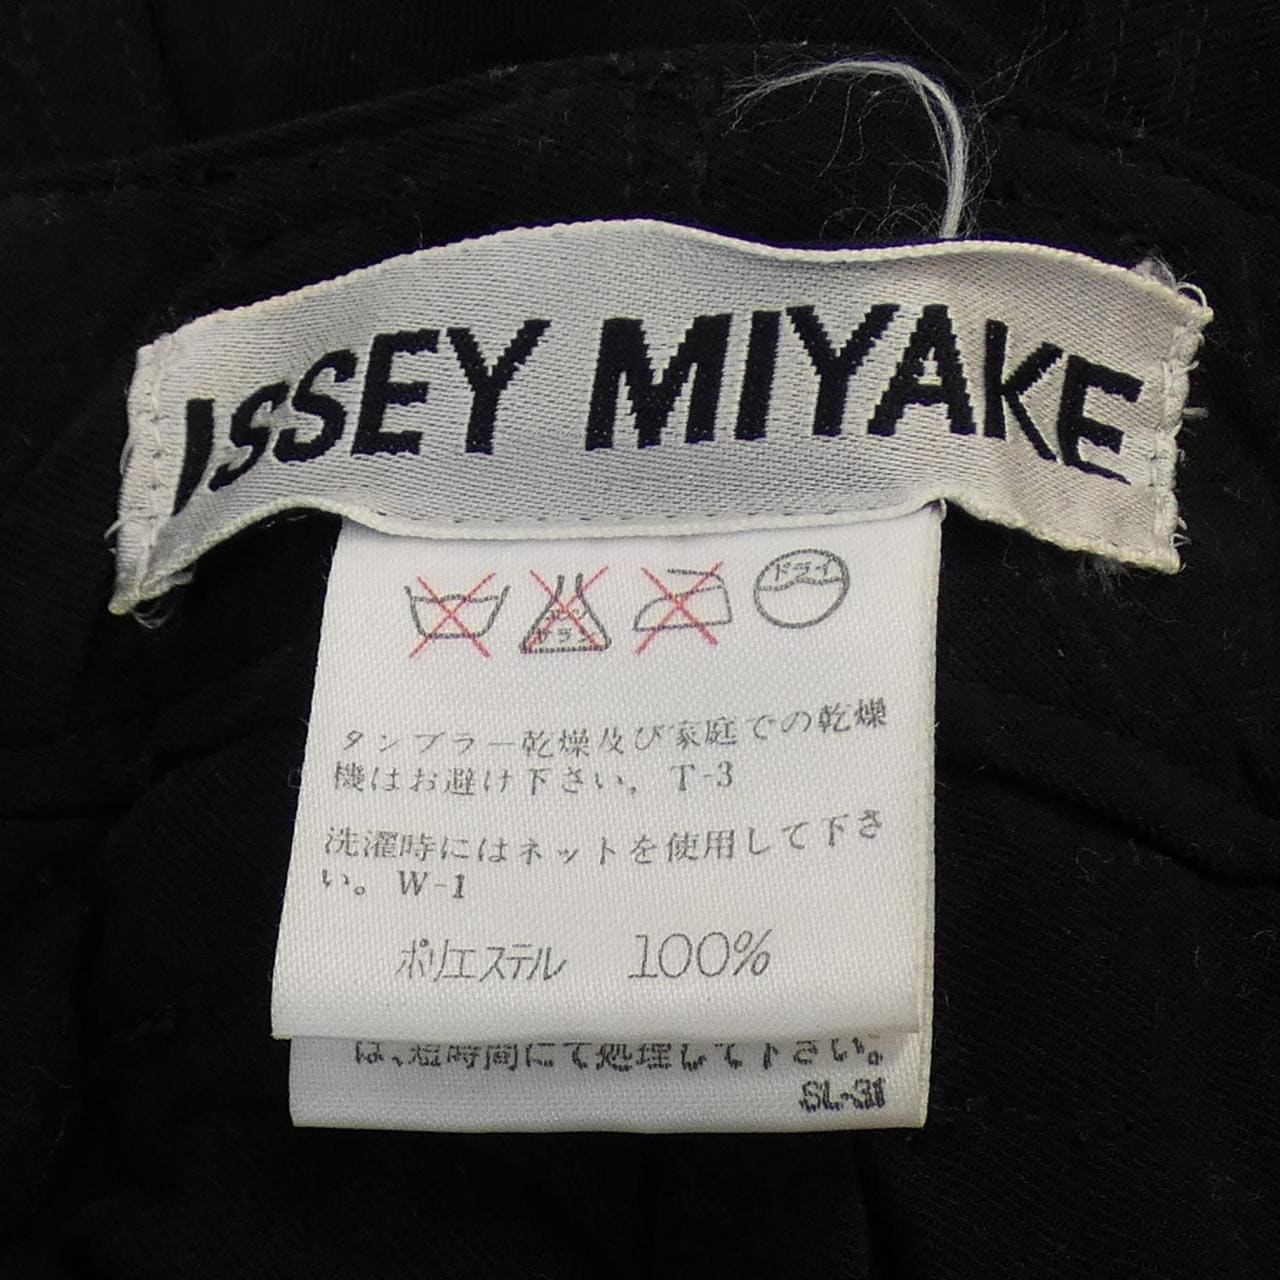 ISSEY MIYAKE
ドライ
タンブラー乾燥及び家庭での乾燥
機はお避け下さい。T-3
洗濯時にはネットを使用して下さ
い。W-1
ポリエステル 100%
は、短時間にて処理して下さい。
SL-31